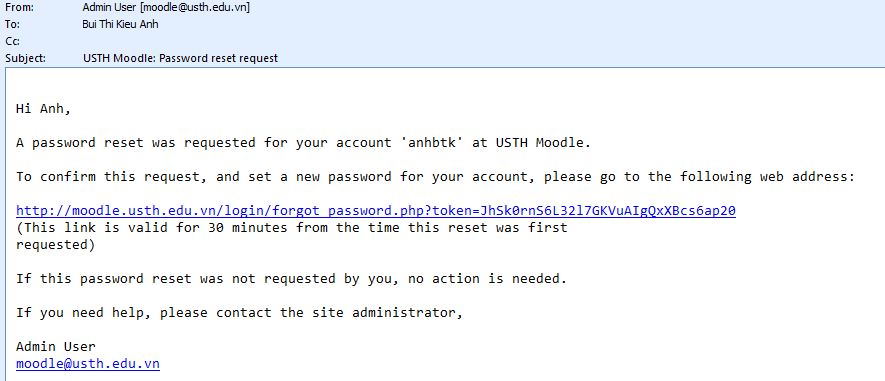 From: Admin User [moodle@usth.edu.vn]
To: Bui Thi Kieu Anh
Cc:
Subject: USTH Moodle: Password reset request
Hi Anh,
A password reset was requested for your account 'anhbtk' at USTH Moodle.
To confirm this request, and set a new password for your account, please go to the following web address:
http://moodle.usth.edu.vn/login/forgot_password.php?token=JhSk0rnS6L32l7GKVuAIgQxXBcs6ap20
(This link is valid for 30 minutes from the time this reset was first
requested)
If this password reset was not requested by you, no action is needed.
If you need help, please contact the site administrator,
Admin User
moodle@usth.edu.vn